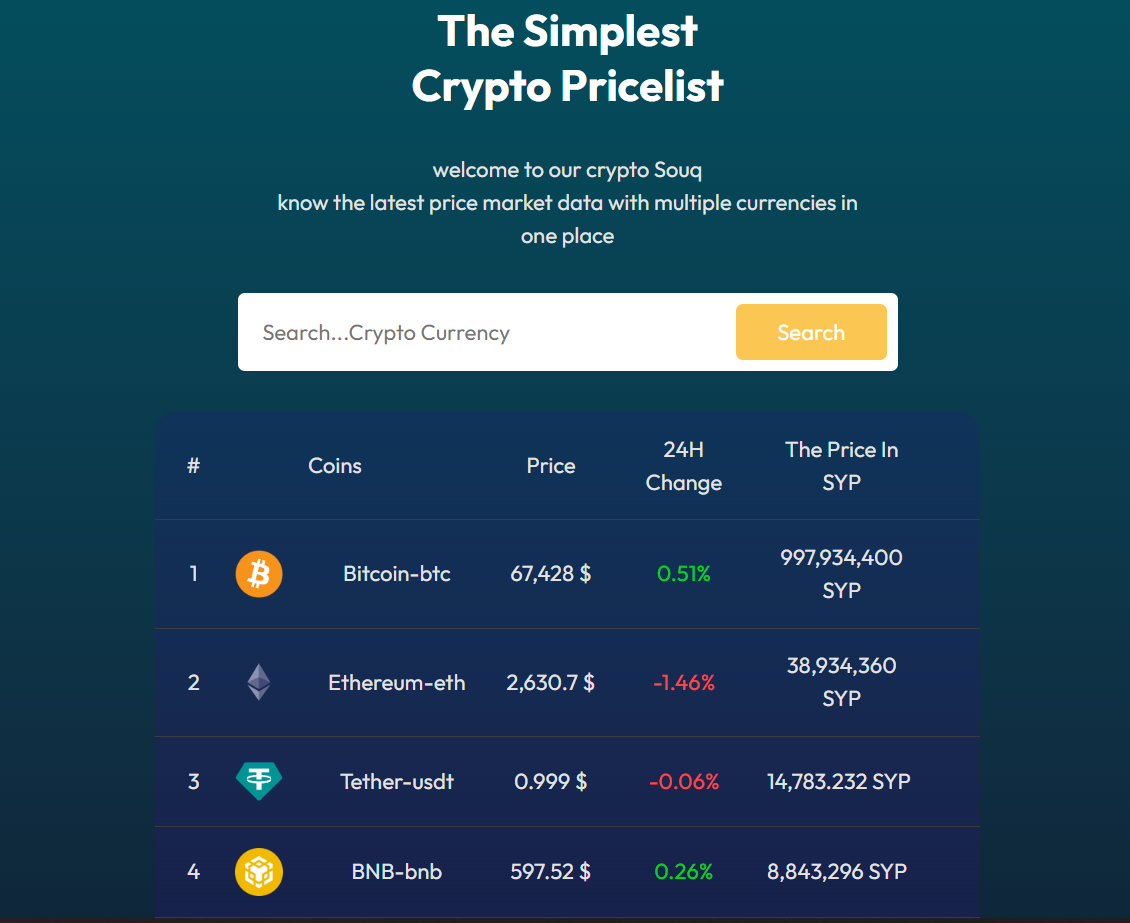 The Simplest
Crypto Pricelist
welcome to our crypto Souq
know the latest price market data with multiple currencies in
one place
Search...Crypto Currency Search
# Coins Price 24H Change The Price In SYP
1 Bitcoin-btc 67,428 $ 0.51% 997,934,400 SYP
2 Ethereum-eth 2,630.7 $ -1.46% 38,934,360 SYP
3 Tether-usdt 0.999 $ -0.06% 14,783.232 SYP
4 BNB-bnb 597.52 $ 0.26% 8,843,296 SYP